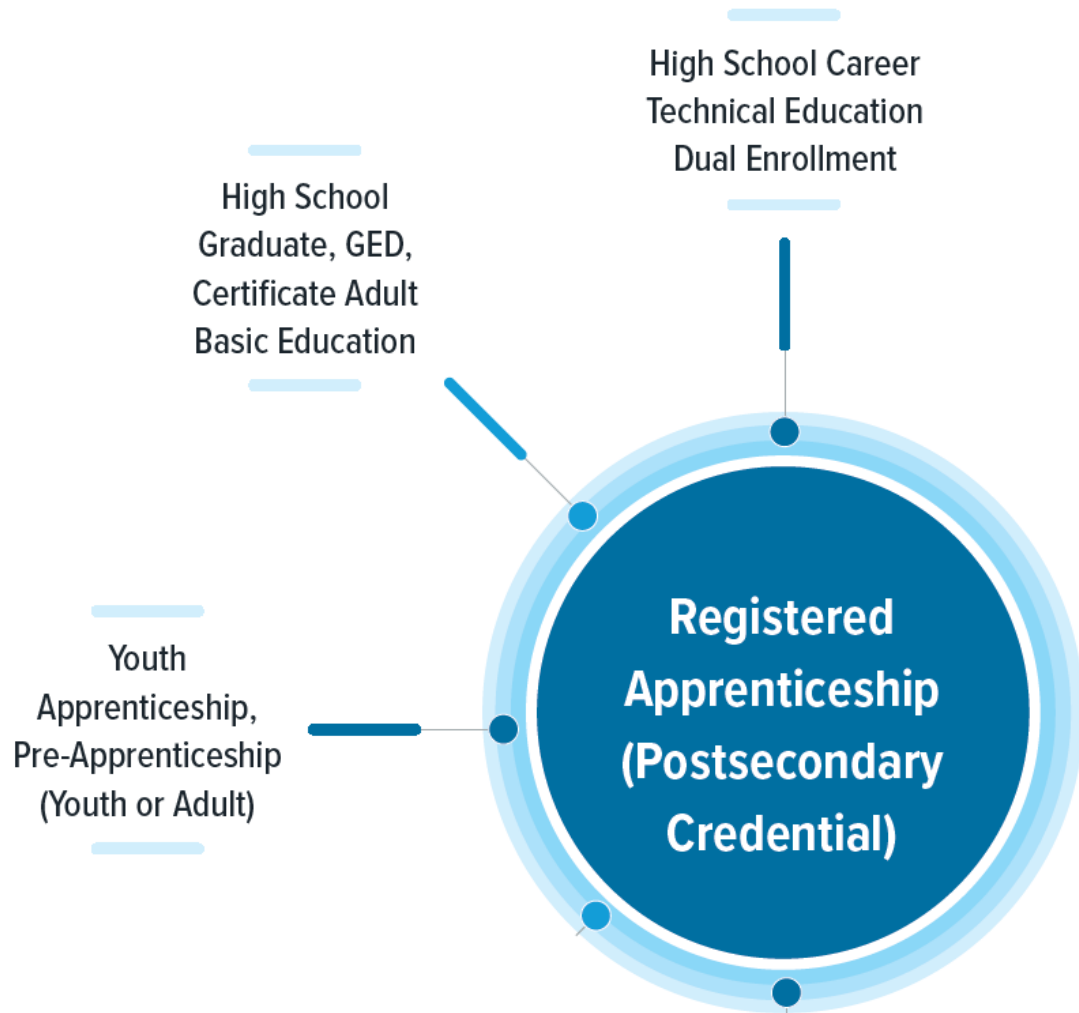 High School Career
Technical Education
Dual Enrollment
High School
Graduate, GED,
Certificate Adult
Basic Education
Youth
Apprenticeship,
Pre-Apprenticeship
(Youth or Adult)
Registered
Apprenticeship
(Postsecondary
Credential)